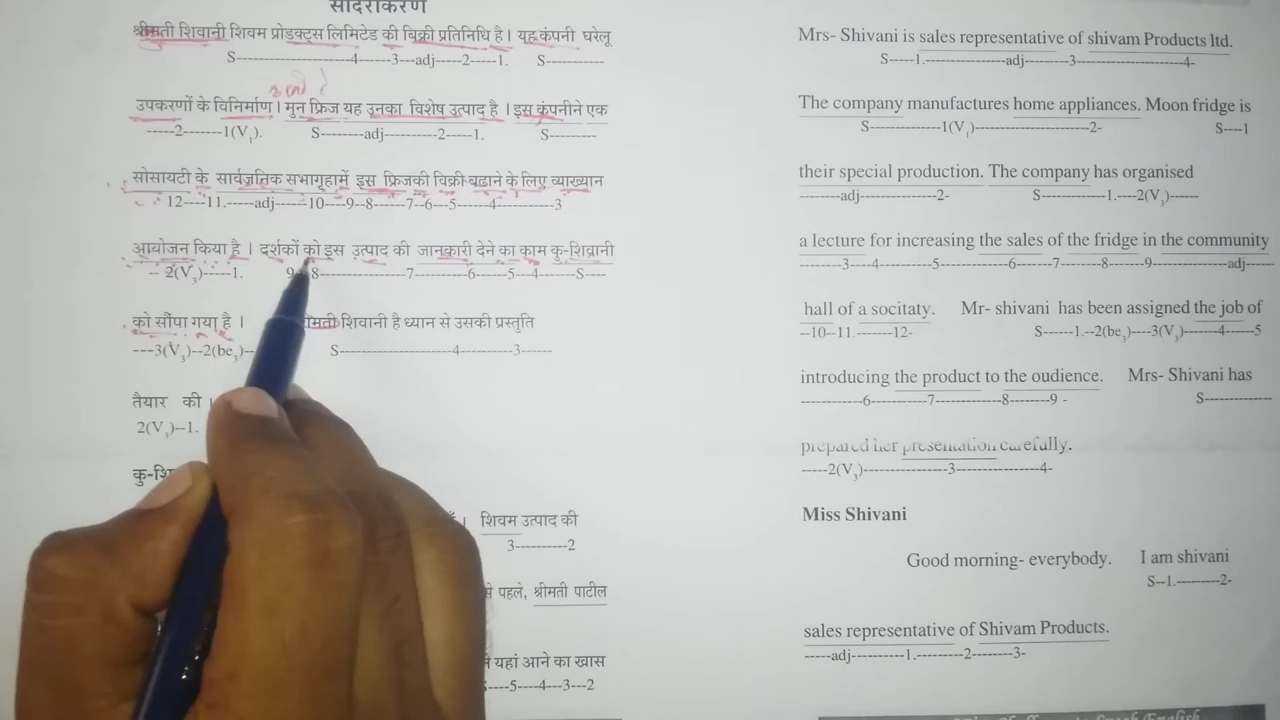 सादरीकरण
श्रीमती शिवानी शिवम प्रोडक्टस लिमिटेड की बिक्री प्रतिनिधि है । यह कंपनी घरेलू
S-----------------4------3---adj-----2-----1. S-----------
उपकरणों के विनिर्माण । मुन फ्रिज यह उनका विशेष उत्पाद है । इस कंपनीने एक
-----2-------1(V₁). S--------adj----------2-----1. S---------
सोसायटी के सार्वजतिक सभागृहामें इस फ्रिजकी विक्री बढाने के लिए व्याख्यान
12----11.-----adj------10---9--8-------7--6---5-------4------------3
आयोजन किया है । दर्शकों को इस उत्पाद की जानकारी देने का काम कु-शिवानी
-- 2(V₃)-----1. 9 8------------------7-----------6-----5---4------S----
को सौंपा गया है । शिवानी है ध्यान से उसकी प्रस्तुति
---3(V₃)--2(be₃)-- S------------------------4-----------3------
तैयार की ।
2(V₃)--1.
शिवम उत्पाद की
3----------2
पहले, श्रीमती पाटील
यहां आने का खास
----5----4---3---2
Mrs- Shivani is sales representative of shivam Products ltd.
S-----1.----------------adj---------3---------------------4-
The company manufactures home appliances. Moon fridge is
S--------------1(V₁)-----------------------2- S----1
their special production. The company has organised
--------adj---------------2- S----------1.----2(V₃)------
a lecture for increasing the sales of the fridge in the community
--------3----4-----------5--------------6------7--------8-------9---------------adj----
hall of a socitaty. Mr- shivani has been assigned the job of
--10--11.-------12- S-----1.--2(be₃)----3(V₃)-------4-----5
introducing the product to the oudience. Mrs- Shivani has
------------6-----------7-------------8--------9 - S------------
prepared her presentation carefully.
-----2(V₃)----------------3---------------4-
Miss Shivani
Good morning- everybody. I am shivani
S--1.---------2-
sales representative of Shivam Products.
-----adj----------1.---------2--------3-